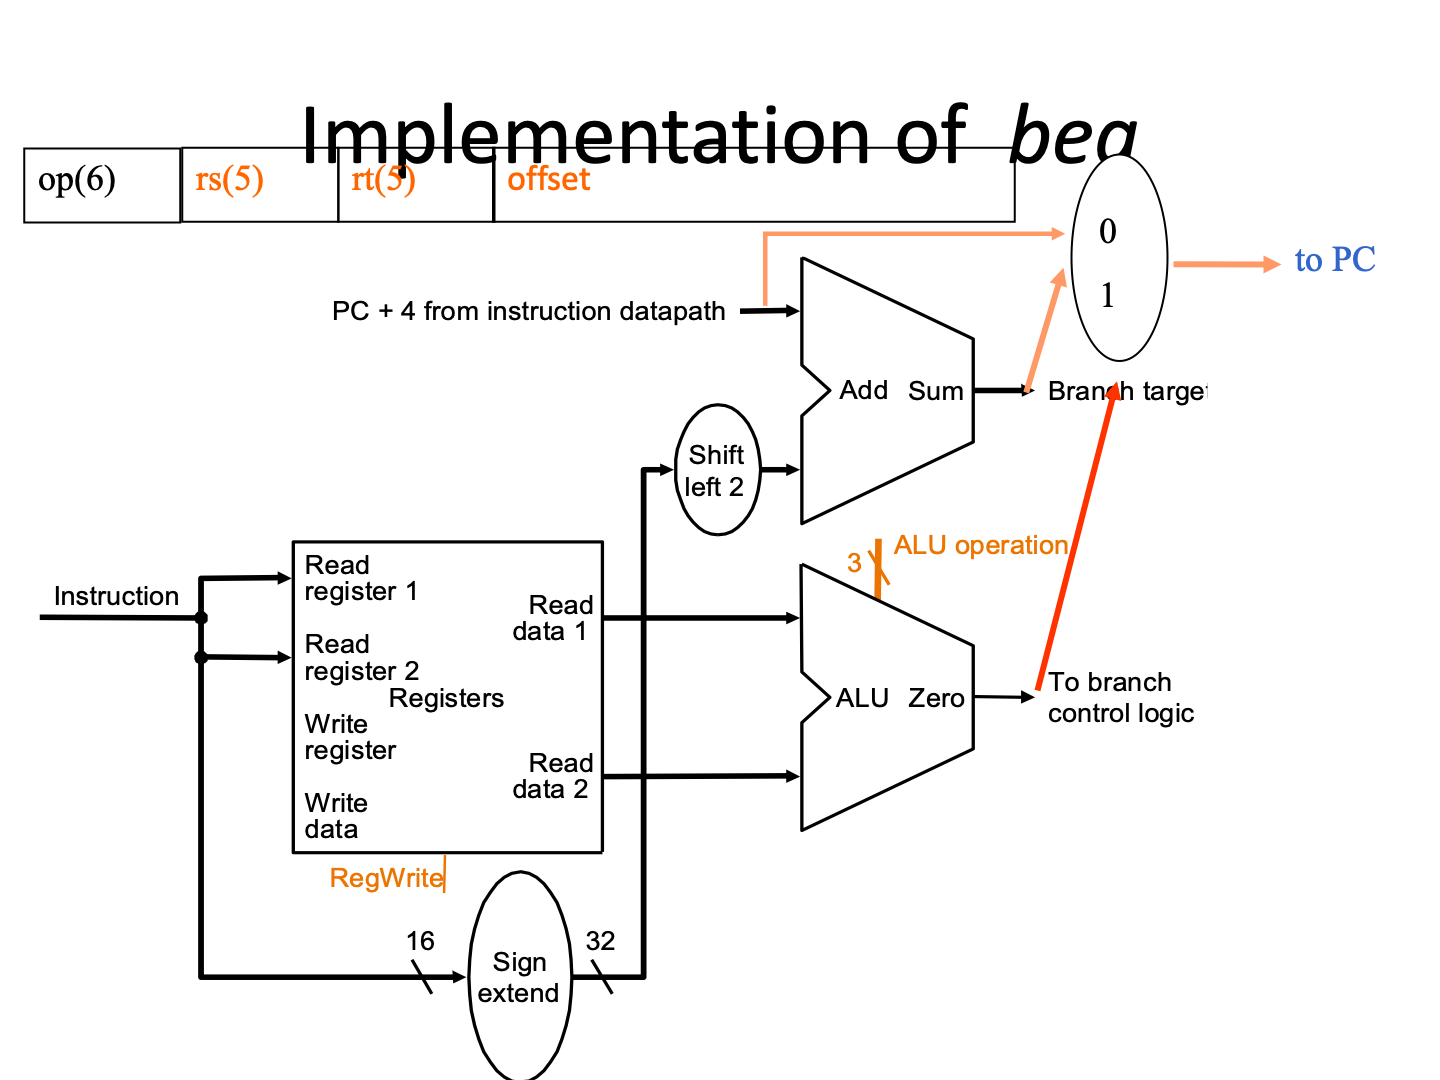 Implementation of beq
op(6) rs(5) rt(5) offset
0
to PC
1
PC + 4 from instruction datapath
Add Sum
Branch target
Shift
left 2
ALU operation
3
Instruction
Read
register 1
Read
data 1
Read
register 2
Registers
ALU Zero
To branch
control logic
Write
register
Read
data 2
Write
data
RegWrite
16
32
Sign
extend